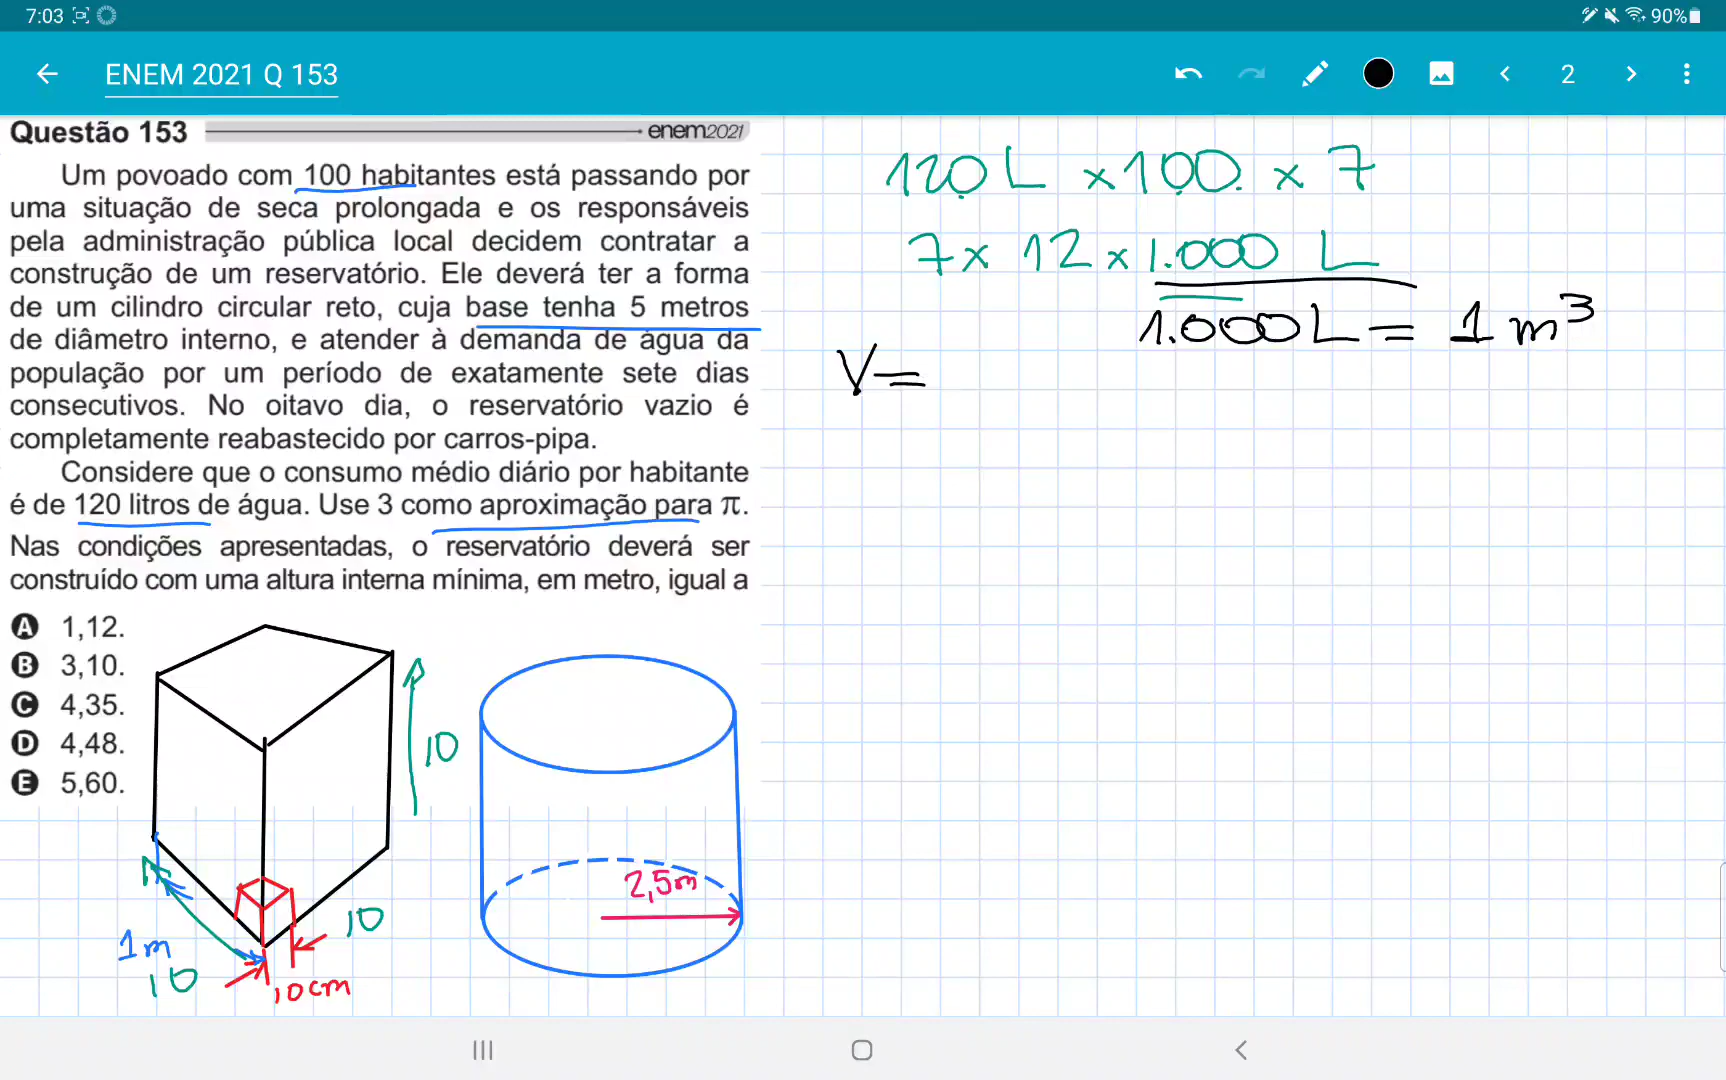 7:03 90%
ENEM 2021 Q 153 2
Questão 153 enem2021
Um povoado com 100 habitantes está passando por
uma situação de seca prolongada e os responsáveis
pela administração pública local decidem contratar a
construção de um reservatório. Ele deverá ter a forma
de um cilindro circular reto, cuja base tenha 5 metros
de diâmetro interno, e atender à demanda de água da
população por um período de exatamente sete dias
consecutivos. No oitavo dia, o reservatório vazio é
completamente reabastecido por carros-pipa.
Considere que o consumo médio diário por habitante
é de 120 litros de água. Use 3 como aproximação para π.
Nas condições apresentadas, o reservatório deverá ser
construído com uma altura interna mínima, em metro, igual a
A 1,12.
B 3,10.
C 4,35.
D 4,48.
E 5,60.
10
10
1m
10
10cm
2,5m
120 L × 100 × 7
7 × 12 × 1.000 L
1.000 L = 1 m³
V =